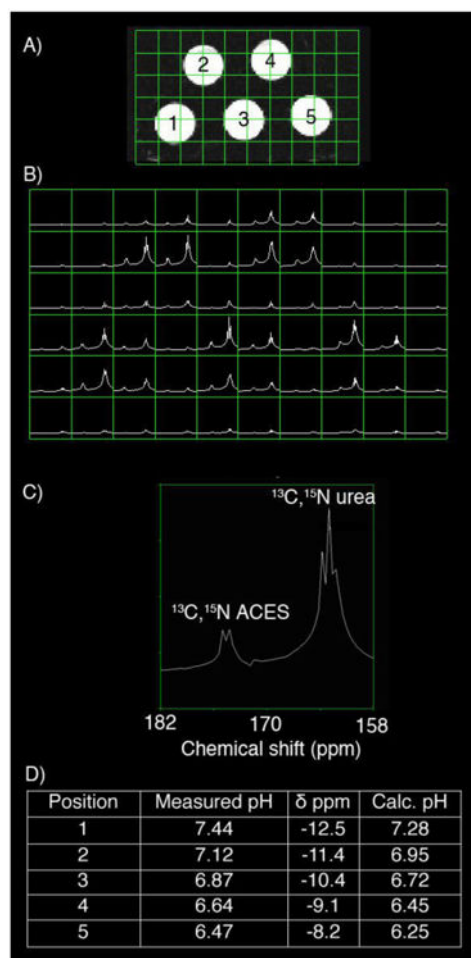 A)
2 4
1 3 5
B)
C)
¹³C,¹⁵N urea
¹³C,¹⁵N ACES
182 170 158
Chemical shift (ppm)
D)
Position Measured pH δ ppm Calc. pH
1 7.44 -12.5 7.28
2 7.12 -11.4 6.95
3 6.87 -10.4 6.72
4 6.64 -9.1 6.45
5 6.47 -8.2 6.25